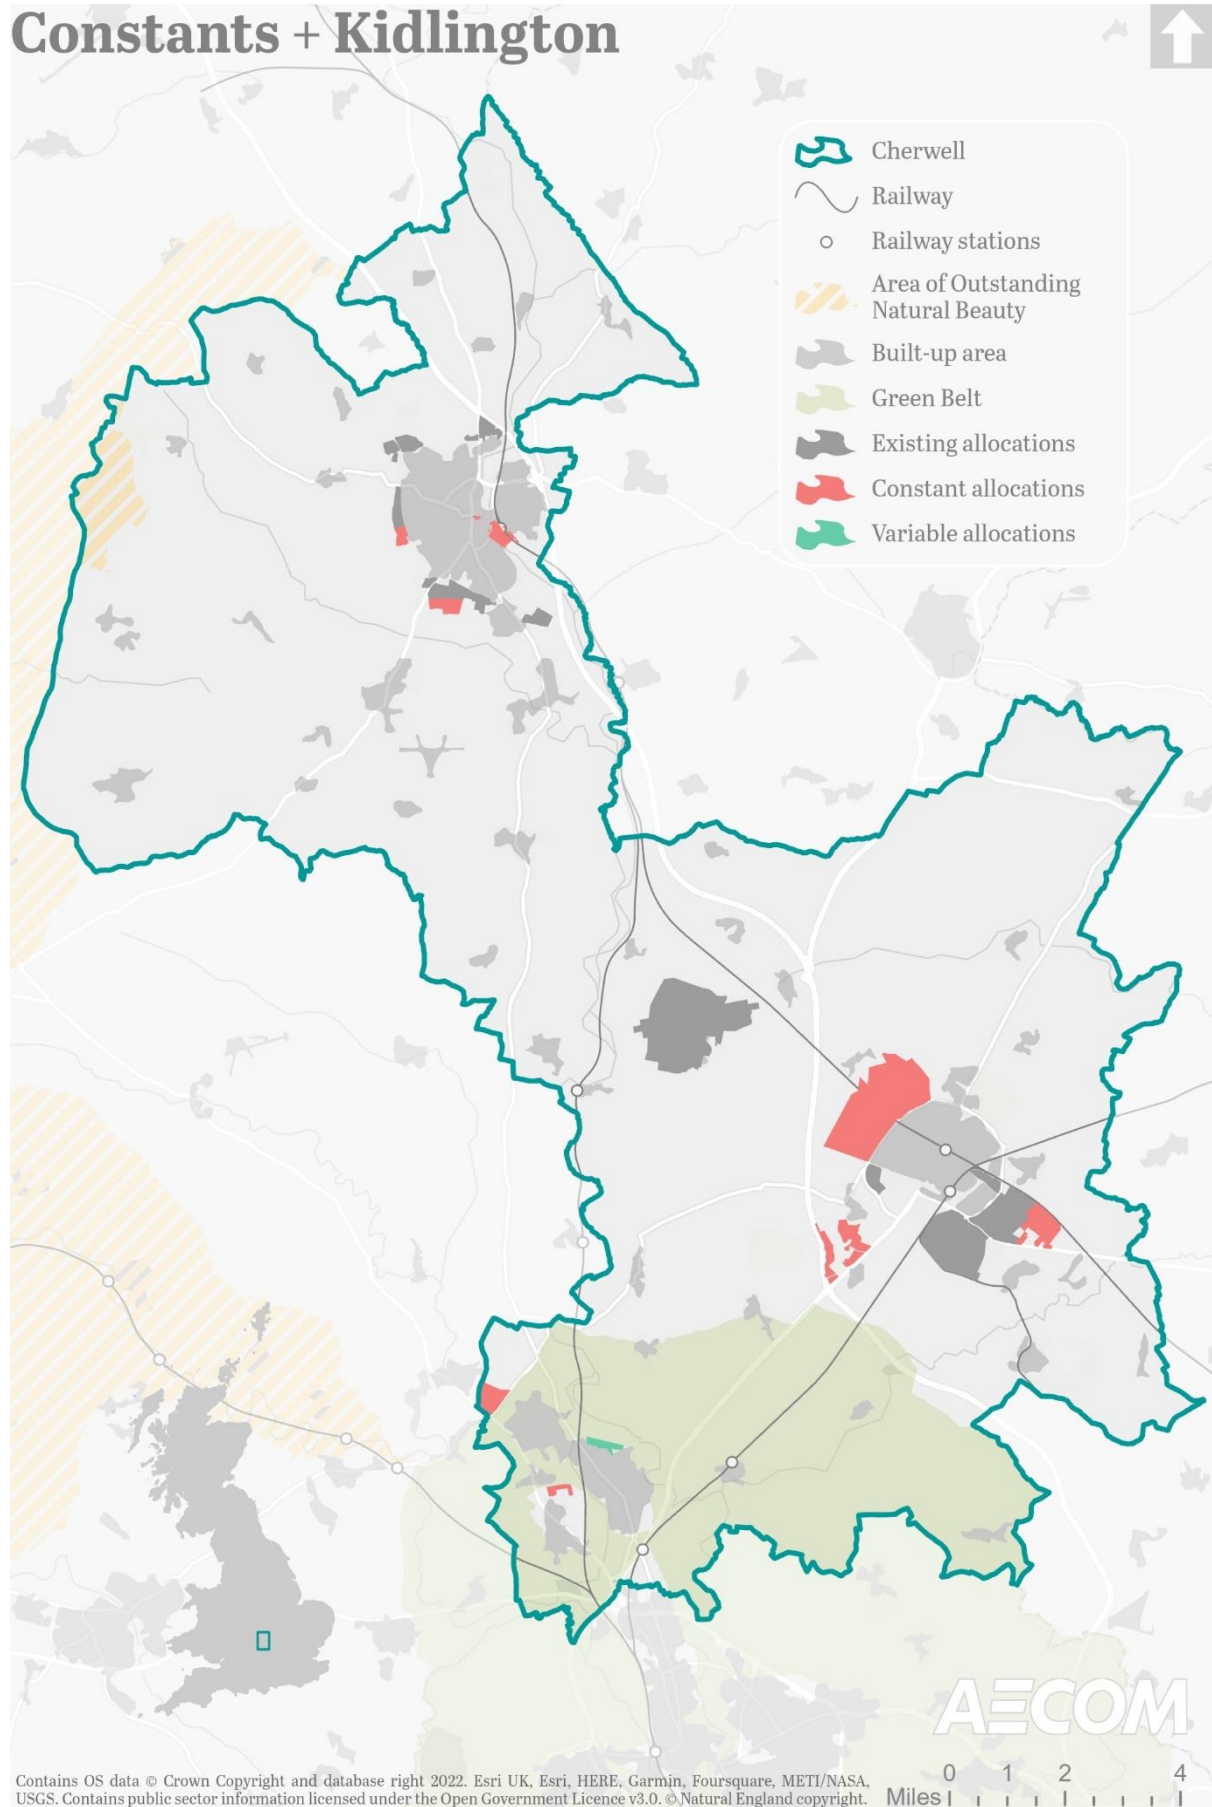 Constants + Kidlington
Cherwell
Railway
Railway stations
Area of Outstanding
Natural Beauty
Built-up area
Green Belt
Existing allocations
Constant allocations
Variable allocations
AECOM
Contains OS data © Crown Copyright and database right 2022. Esri UK, Esri, HERE, Garmin, Foursquare, METI/NASA,
USGS. Contains public sector information licensed under the Open Government Licence v3.0. © Natural England copyright.
0 1 2 4
Miles